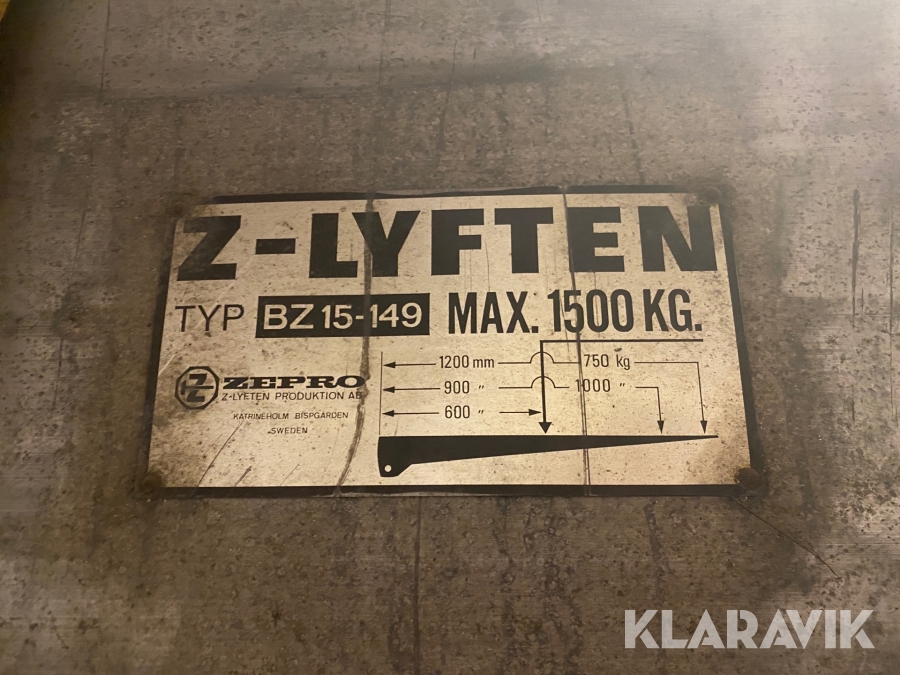 Z-LYFTEN
TYP BZ 15-149 MAX. 1500 KG.
1200 mm 750 kg
900 " 1000 "
600 "
Z ZEPRO
Z-LYFTEN PRODUKTION AB
KATRINEHOLM BISPGÅRDEN
SWEDEN
KLARAVIK